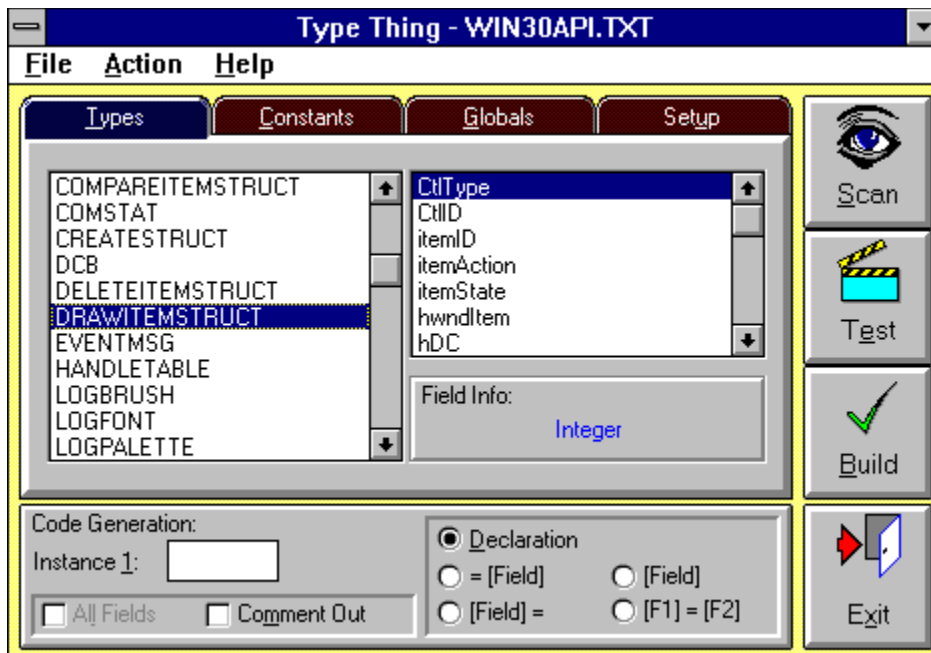 Type Thing - WIN30API.TXT
File Action Help
Types Constants Globals Setup
COMPAREITEMSTRUCT
COMSTAT
CREATESTRUCT
DCB
DELETEITEMSTRUCT
DRAWITEMSTRUCT
EVENTMSG
HANDLETABLE
LOGBRUSH
LOGFONT
LOGPALETTE
CtlType
CtlID
itemID
itemAction
itemState
hwndItem
hDC
Field Info:
Integer
Scan
Test
Build
Exit
Code Generation:
Instance 1:
All Fields Comment Out
Declaration
= [Field] [Field]
[Field] = [F1] = [F2]